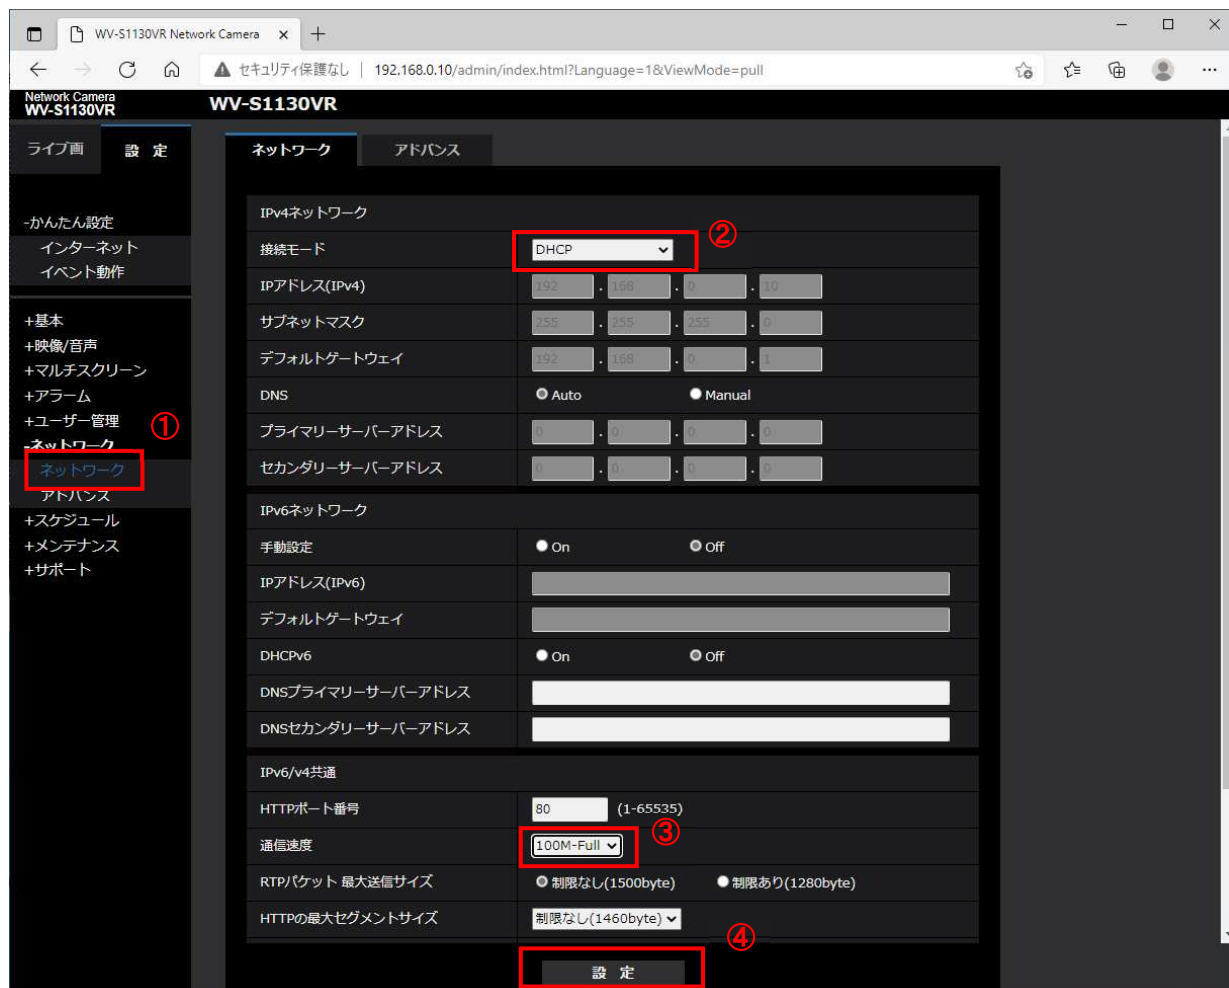 WV-S1130VR Network Camera
セキュリティ保護なし | 192.168.0.10/admin/index.html?Language=1&ViewMode=pull
Network Camera
WV-S1130VR
WV-S1130VR
ライブ画 設 定
-かんたん設定
インターネット
イベント動作
+基本
+映像/音声
+マルチスクリーン
+アラーム
+ユーザー管理
①
-ネットワーク
ネットワーク
アドバンス
+スケジュール
+メンテナンス
+サポート
ネットワーク アドバンス
IPv4ネットワーク
②
接続モード DHCP
IPアドレス(IPv4) 192 . 168 . 0 . 10
サブネットマスク 255 . 255 . 255 . 0
デフォルトゲートウェイ 192 . 168 . 0 . 1
DNS Auto Manual
プライマリーサーバーアドレス 0 . 0 . 0 . 0
セカンダリーサーバーアドレス 0 . 0 . 0 . 0
IPv6ネットワーク
手動設定 On Off
IPアドレス(IPv6)
デフォルトゲートウェイ
DHCPv6 On Off
DNSプライマリーサーバーアドレス
DNSセカンダリーサーバーアドレス
IPv6/v4共通
HTTPポート番号 80 (1-65535)
③
通信速度 100M-Full
RTPパケット 最大送信サイズ 制限なし(1500byte) 制限あり(1280byte)
HTTPの最大セグメントサイズ 制限なし(1460byte)
④
設 定